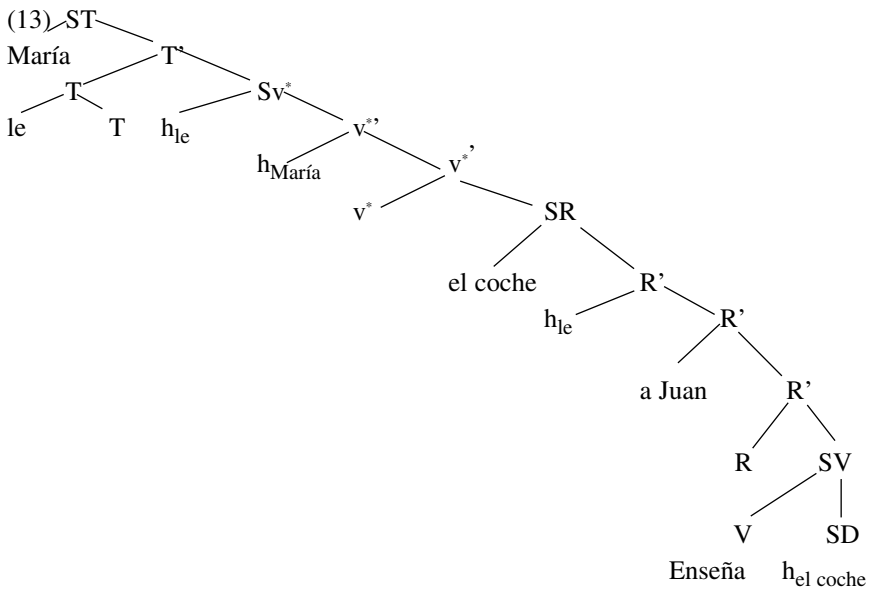 (13) ST
María T’
T Sv*
le T h_le v*’
h_María v*’
v* SR
el coche R’
h_le R’
a Juan R’
R SV
V SD
Enseña h_el coche